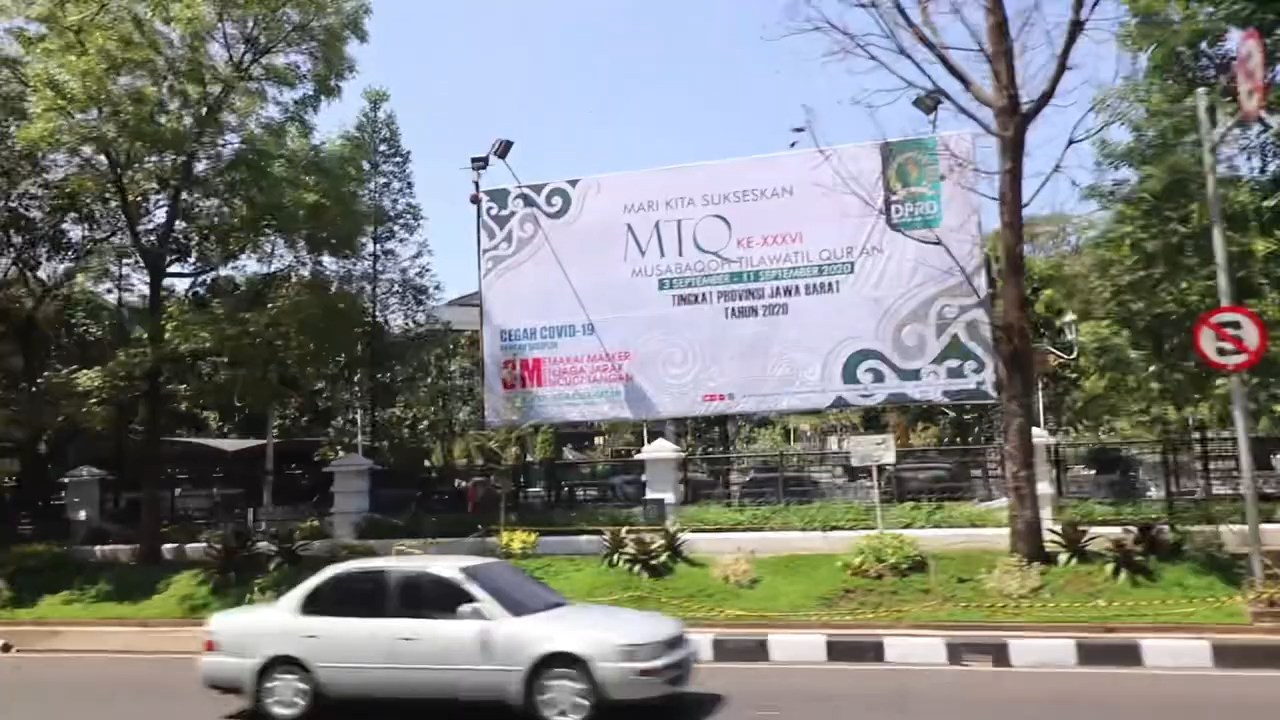 MARI KITA SUKSESKAN
MTQ KE-XXXVI
MUSABAQOH TILAWATIL QUR'AN
3 SEPTEMBER - 11 SEPTEMBER 2020
TINGKAT PROVINSI JAWA BARAT
TAHUN 2020
DPRD
CEGAH COVID-19
3M
MEMAKAI MASKER
MENJAGA JARAK
MENCUCI TANGAN